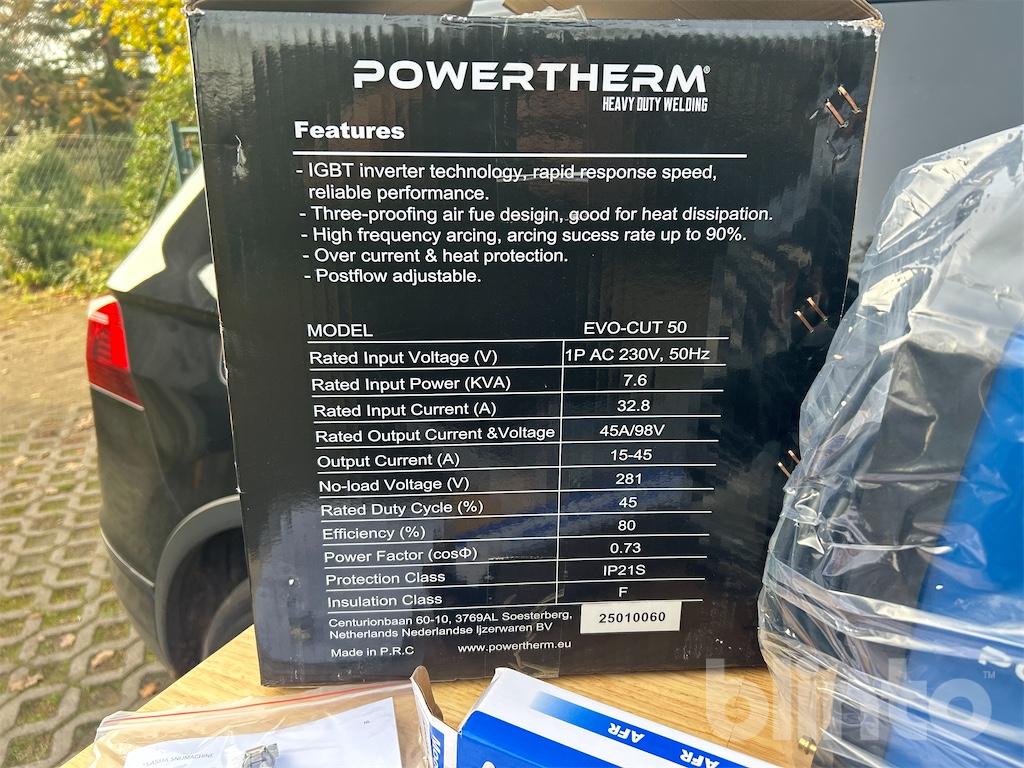 POWERTHERM®
HEAVY DUTY WELDING
Features
- IGBT inverter technology, rapid response speed,
reliable performance.
- Three-proofing air fue desigin, good for heat dissipation.
- High frequency arcing, arcing sucess rate up to 90%.
- Over current & heat protection.
- Postflow adjustable.
MODEL EVO-CUT 50
Rated Input Voltage (V) 1P AC 230V, 50Hz
Rated Input Power (KVA) 7.6
Rated Input Current (A) 32.8
Rated Output Current &Voltage 45A/98V
Output Current (A) 15-45
No-load Voltage (V) 281
Rated Duty Cycle (%) 45
Efficiency (%) 80
Power Factor (cosΦ) 0.73
Protection Class IP21S
Insulation Class F
Centurionbaan 60-10, 3769AL Soesterberg,
Netherlands Nederlandse Ijzerwaren BV
25010060
Made in P.R.C www.powertherm.eu
blinto™
AFR
AFR
AFR